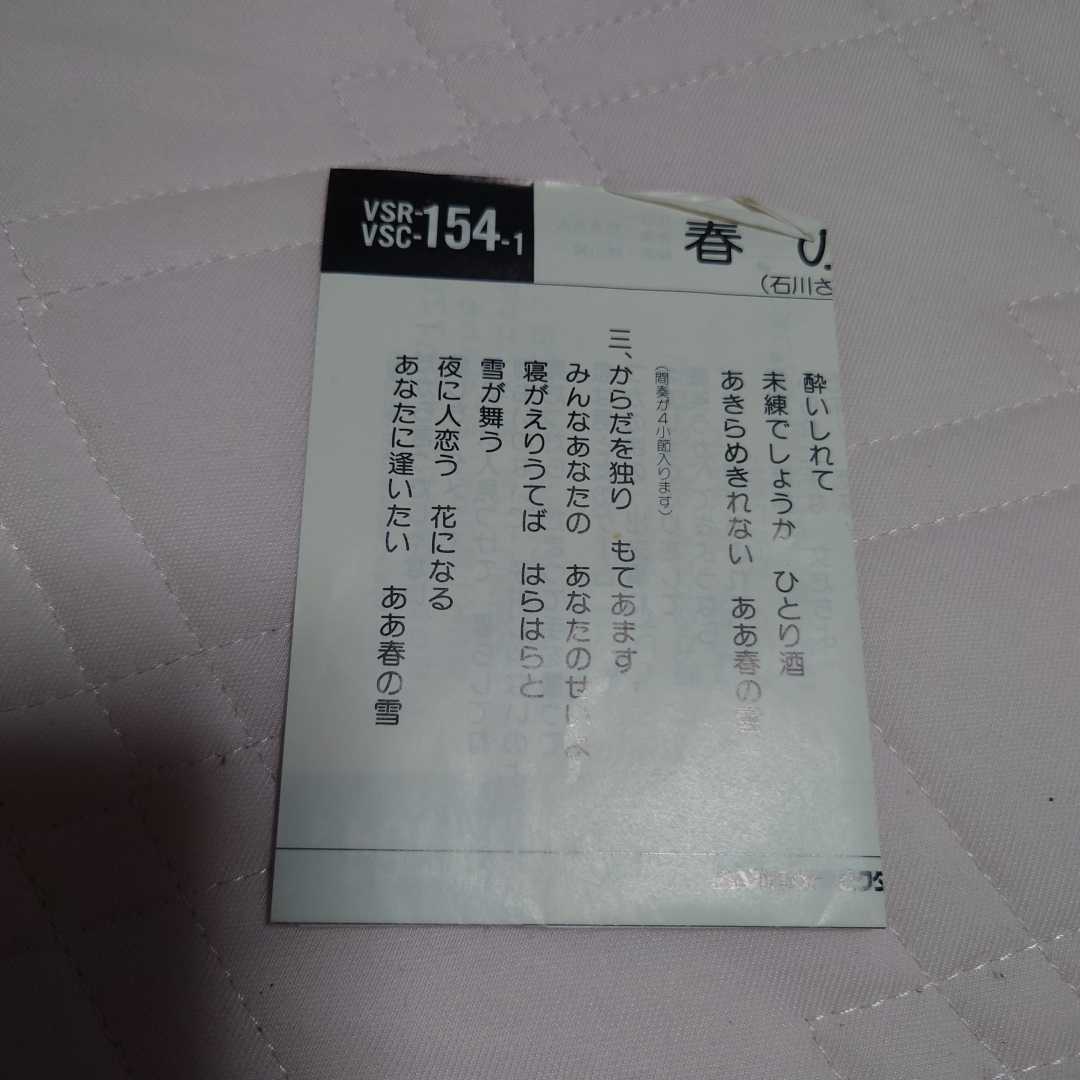 VSR-
VSC-154-1
春の
(石川さ
酔いしれて
未練でしょうか ひとり酒
あきらめきれない ああ春の雪
(間奏が4小節入ります)
三、からだを独り もてあます
みんなあなたの あなたのせいよ
寝がえりうてば はらはらと
雪が舞う
夜に人恋う 花になる
あなたに逢いたい ああ春の雪